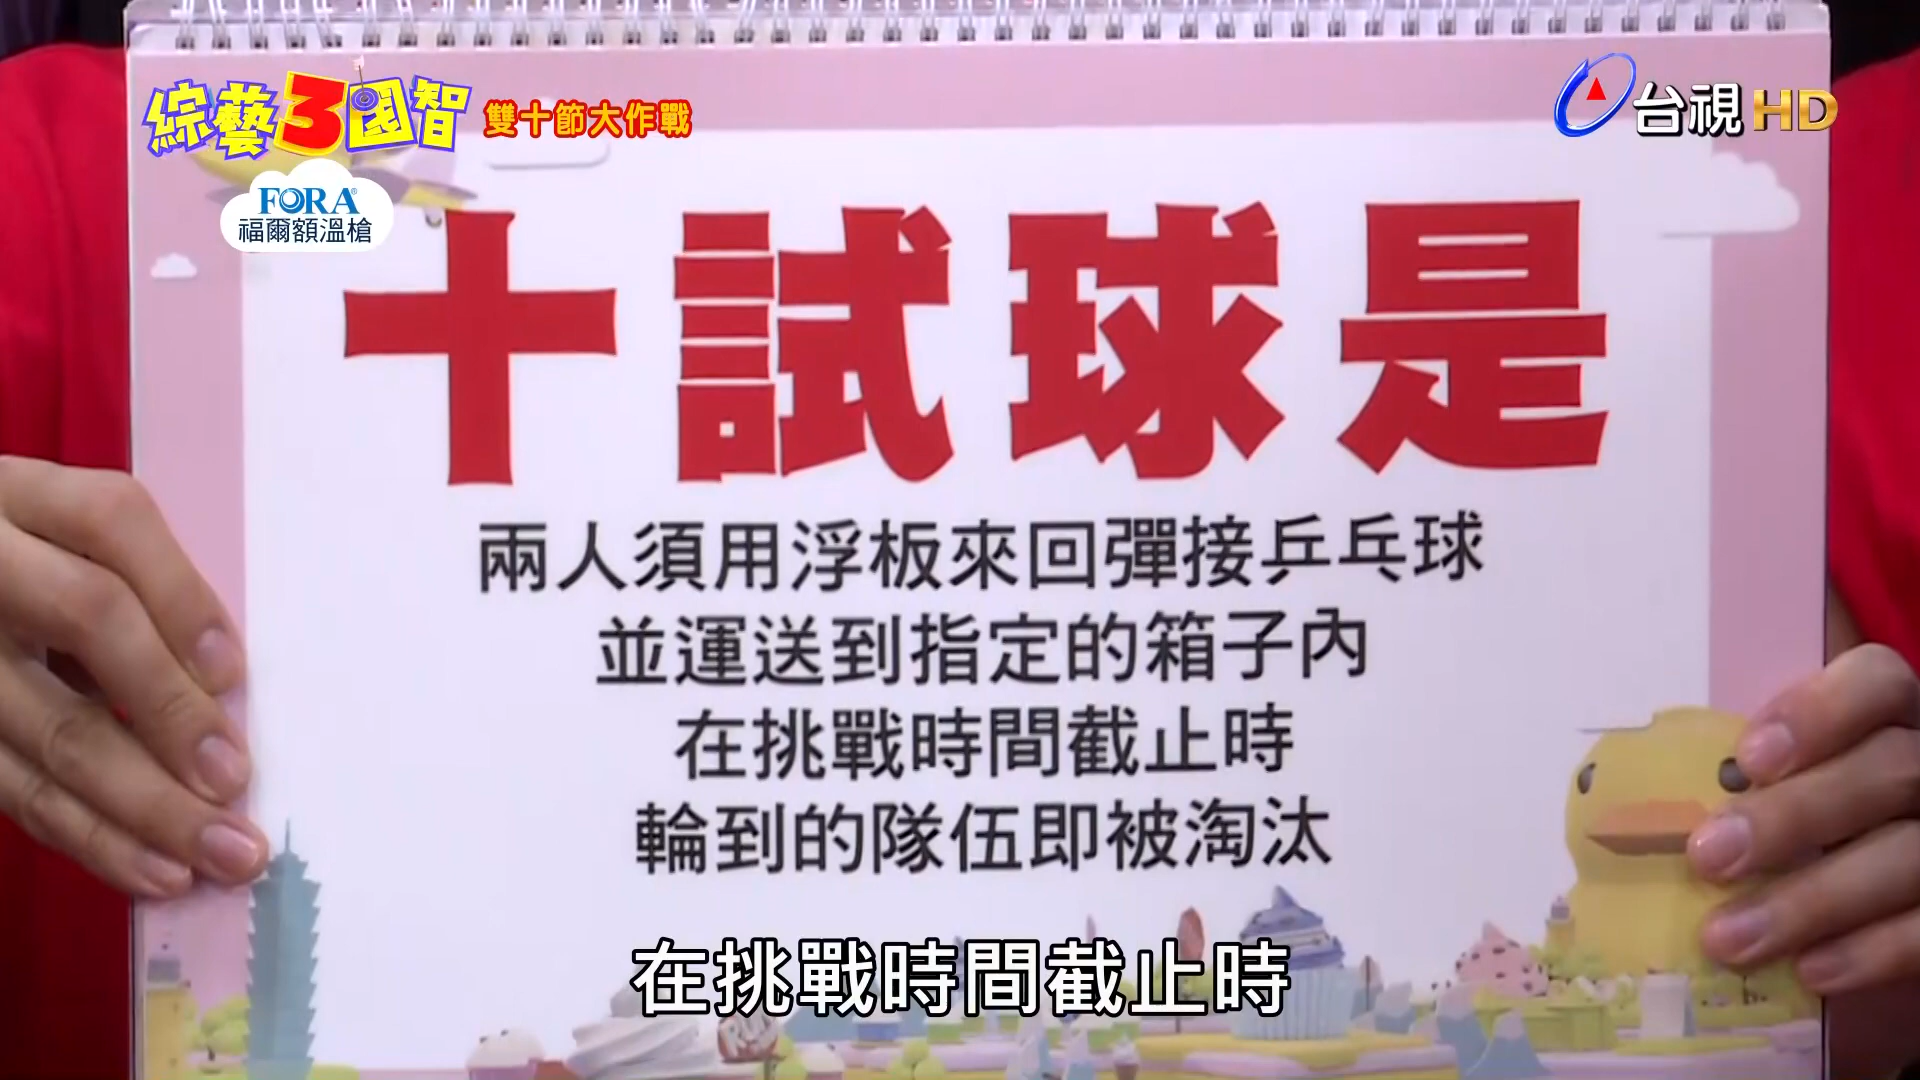 綜藝3國智 雙十節大作戰
台視 HD
FORA®
福爾額溫槍
十試球是
兩人須用浮板來回彈接乒乓球
並運送到指定的箱子內
在挑戰時間截止時
輪到的隊伍即被淘汰
在挑戰時間截止時